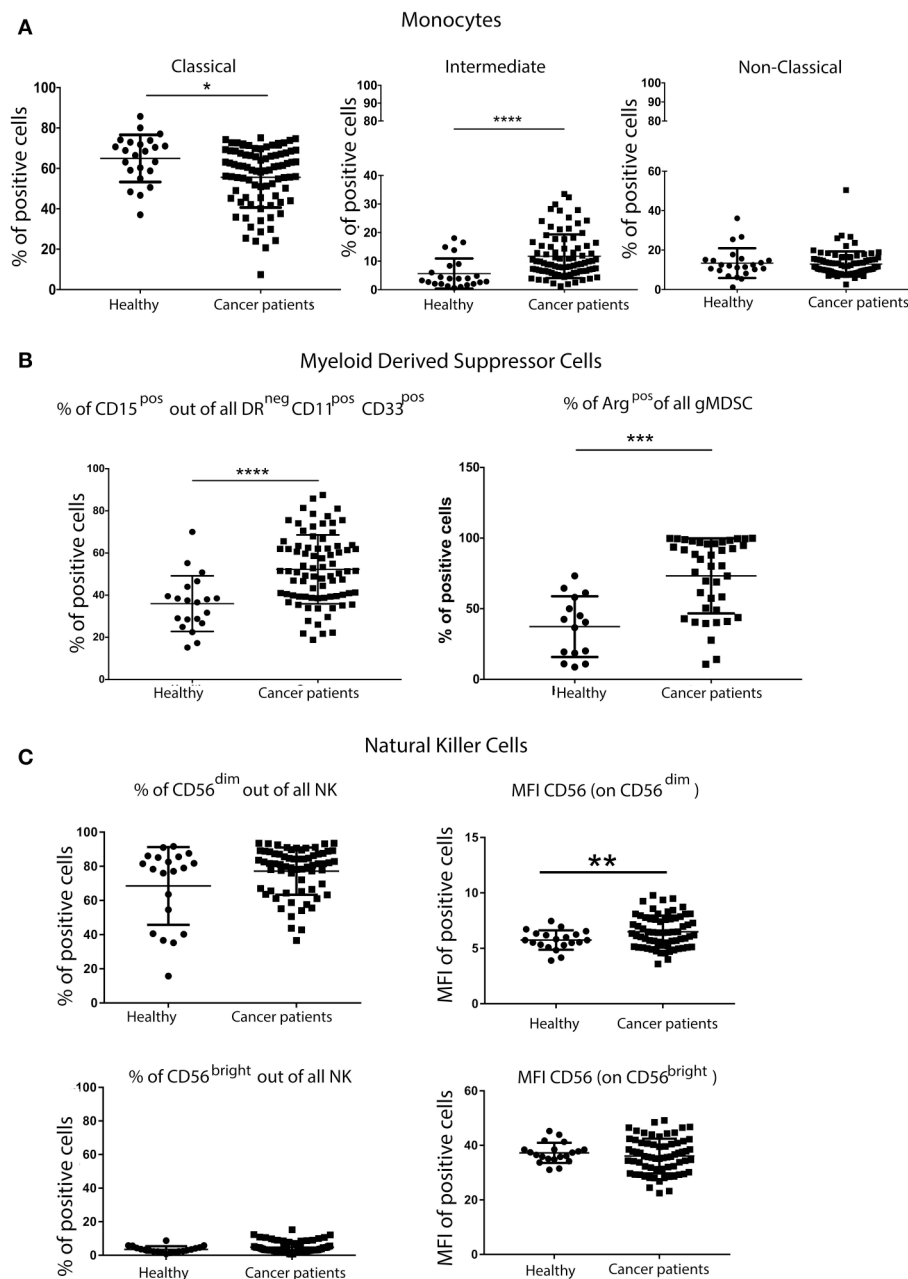 A
Monocytes
Classical
Intermediate
Non-Classical
% of positive cells
100
80
60
40
20
0
*
Healthy
Cancer patients
% of positive cells
100
90
80
40
30
20
10
0
****
Healthy
Cancer patients
% of positive cells
100
90
80
60
40
20
0
Healthy
Cancer patients
B
Myeloid Derived Suppressor Cells
% of CD15pos out of all DRneg CD11pos CD33pos
% of Argpos of all gMDSC
% of positive cells
100
80
60
40
20
0
****
Healthy
Cancer patients
% of positive cells
150
100
50
0
***
Healthy
Cancer patients
C
Natural Killer Cells
% of CD56dim out of all NK
MFI CD56 (on CD56dim )
% of positive cells
100
80
60
40
20
0
Healthy
Cancer patients
MFI of positive cells
15
10
5
0
**
Healthy
Cancer patients
% of CD56bright out of all NK
MFI CD56 (on CD56bright )
% of positive cells
100
80
60
40
20
0
Healthy
Cancer patients
MFI of positive cells
60
40
20
0
Healthy
Cancer patients